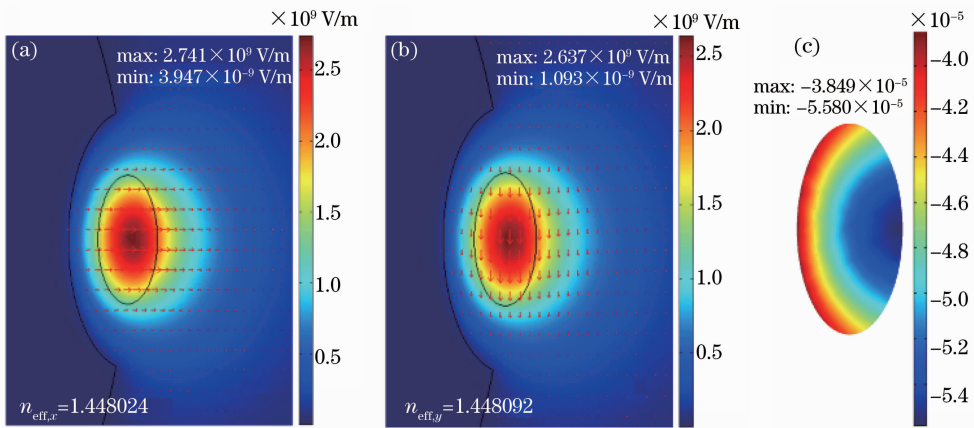 ×10⁹ V/m
(a)
max: 2.741×10⁹ V/m
min: 3.947×10⁻⁹ V/m
2.5
2.0
1.5
1.0
0.5
n_eff,x=1.448024
×10⁹ V/m
(b)
max: 2.637×10⁹ V/m
min: 1.093×10⁻⁹ V/m
2.5
2.0
1.5
1.0
0.5
n_eff,y=1.448092
×10⁻⁵
(c)
max: −3.849×10⁻⁵
min: −5.580×10⁻⁵
−4.0
−4.2
−4.4
−4.6
−4.8
−5.0
−5.2
−5.4